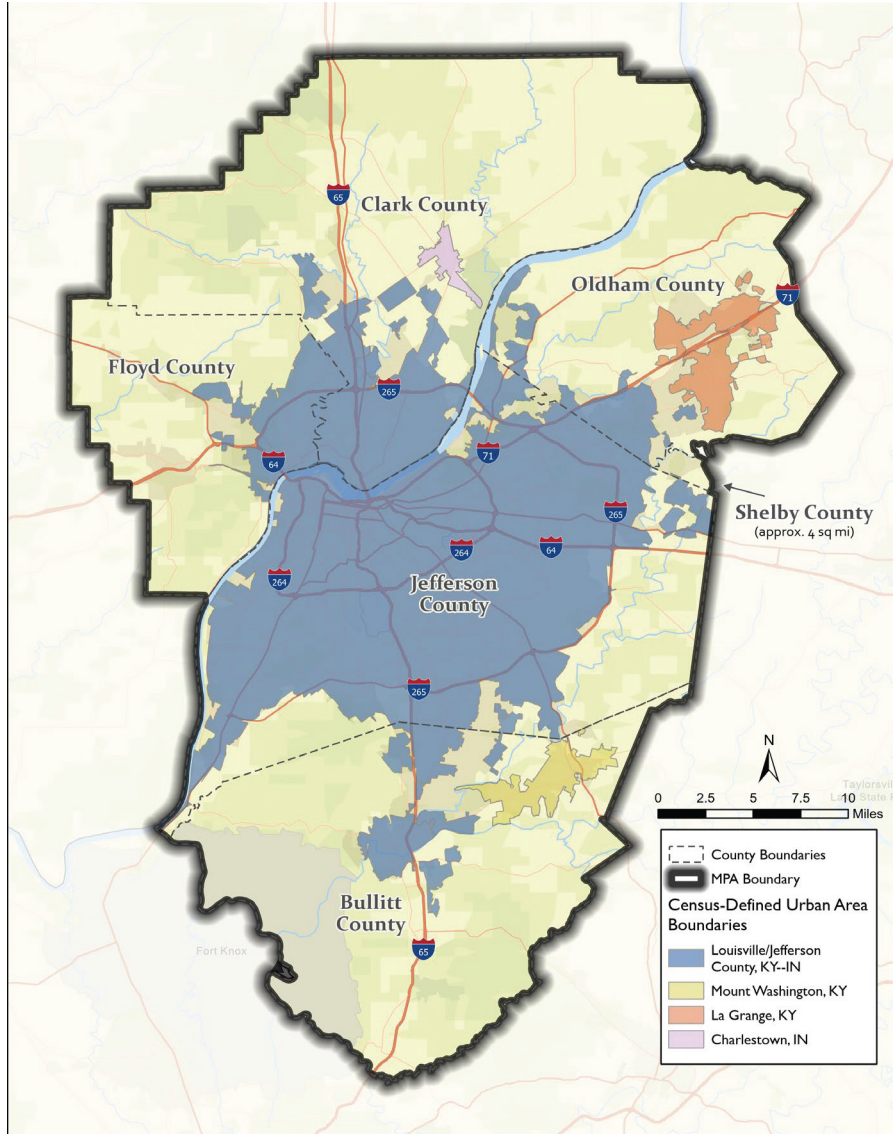 65
Clark County
Oldham County
71
Floyd County
265
71
64
Shelby County
(approx. 4 sq mi)
265
264
64
264
Jefferson
County
265
N
Taylorsv
0 2.5 5 7.5 10
Miles
County Boundaries
MPA Boundary
Census-Defined Urban Area
Boundaries
Louisville/Jefferson
County, KY--IN
Mount Washington, KY
La Grange, KY
Charlestown, IN
Bullitt
County
Fort Knox
65